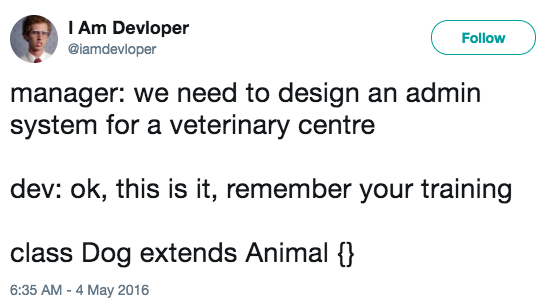 I Am Devloper
@iamdevloper
Follow
manager: we need to design an admin
system for a veterinary centre
dev: ok, this is it, remember your training
class Dog extends Animal {}
6:35 AM - 4 May 2016